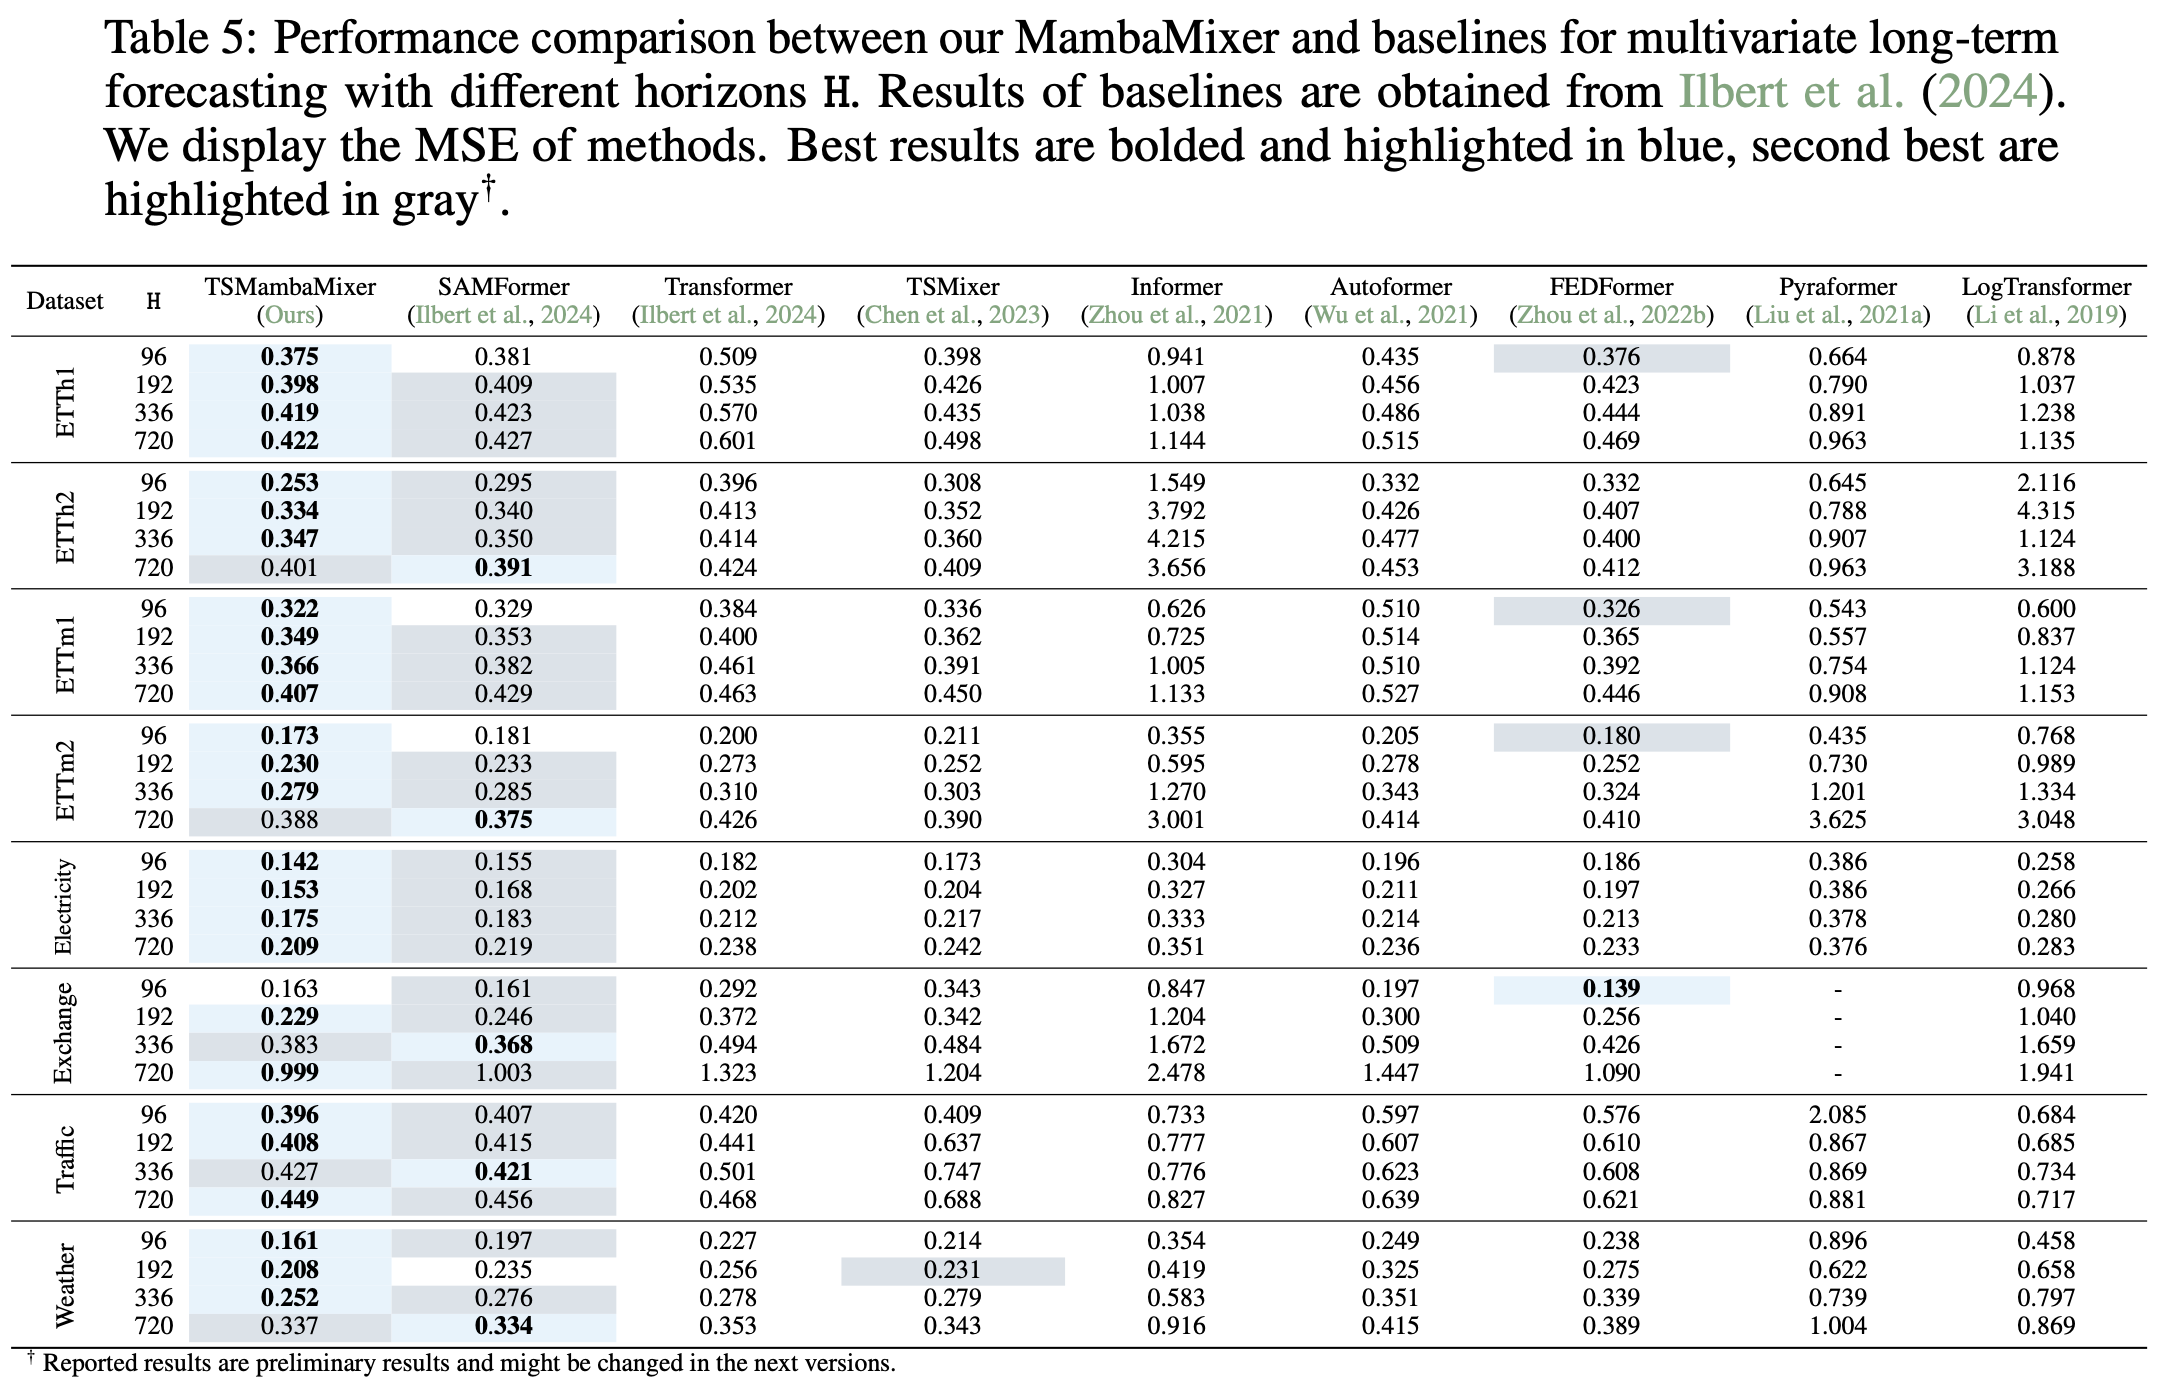 Table 5: Performance comparison between our MambaMixer and baselines for multivariate long-term
forecasting with different horizons H. Results of baselines are obtained from Ilbert et al. (2024).
We display the MSE of methods. Best results are bolded and highlighted in blue, second best are
highlighted in gray†.
Dataset H TSMambaMixer SAMFormer Transformer TSMixer Informer Autoformer FEDFormer Pyraformer LogTransformer
(Ours) (Ilbert et al., 2024) (Ilbert et al., 2024) (Chen et al., 2023) (Zhou et al., 2021) (Wu et al., 2021) (Zhou et al., 2022b) (Liu et al., 2021a) (Li et al., 2019)
ETTh1
96 0.375 0.381 0.509 0.398 0.941 0.435 0.376 0.664 0.878
192 0.398 0.409 0.535 0.426 1.007 0.456 0.423 0.790 1.037
336 0.419 0.423 0.570 0.435 1.038 0.486 0.444 0.891 1.238
720 0.422 0.427 0.601 0.498 1.144 0.515 0.469 0.963 1.135
ETTh2
96 0.253 0.295 0.396 0.308 1.549 0.332 0.332 0.645 2.116
192 0.334 0.340 0.413 0.352 3.792 0.426 0.407 0.788 4.315
336 0.347 0.350 0.414 0.360 4.215 0.477 0.400 0.907 1.124
720 0.401 0.391 0.424 0.409 3.656 0.453 0.412 0.963 3.188
ETTm1
96 0.322 0.329 0.384 0.336 0.626 0.510 0.326 0.543 0.600
192 0.349 0.353 0.400 0.362 0.725 0.514 0.365 0.557 0.837
336 0.366 0.382 0.461 0.391 1.005 0.510 0.392 0.754 1.124
720 0.407 0.429 0.463 0.450 1.133 0.527 0.446 0.908 1.153
ETTm2
96 0.173 0.181 0.200 0.211 0.355 0.205 0.180 0.435 0.768
192 0.230 0.233 0.273 0.252 0.595 0.278 0.252 0.730 0.989
336 0.279 0.285 0.310 0.303 1.270 0.343 0.324 1.201 1.334
720 0.388 0.375 0.426 0.390 3.001 0.414 0.410 3.625 3.048
Electricity
96 0.142 0.155 0.182 0.173 0.304 0.196 0.186 0.386 0.258
192 0.153 0.168 0.202 0.204 0.327 0.211 0.197 0.386 0.266
336 0.175 0.183 0.212 0.217 0.333 0.214 0.213 0.378 0.280
720 0.209 0.219 0.238 0.242 0.351 0.236 0.233 0.376 0.283
Exchange
96 0.163 0.161 0.292 0.343 0.847 0.197 0.139 - 0.968
192 0.229 0.246 0.372 0.342 1.204 0.300 0.256 - 1.040
336 0.383 0.368 0.494 0.484 1.672 0.509 0.426 - 1.659
720 0.999 1.003 1.323 1.204 2.478 1.447 1.090 - 1.941
Traffic
96 0.396 0.407 0.420 0.409 0.733 0.597 0.576 2.085 0.684
192 0.408 0.415 0.441 0.637 0.777 0.607 0.610 0.867 0.685
336 0.427 0.421 0.501 0.747 0.776 0.623 0.608 0.869 0.734
720 0.449 0.456 0.468 0.688 0.827 0.639 0.621 0.881 0.717
Weather
96 0.161 0.197 0.227 0.214 0.354 0.249 0.238 0.896 0.458
192 0.208 0.235 0.256 0.231 0.419 0.325 0.275 0.622 0.658
336 0.252 0.276 0.278 0.279 0.583 0.351 0.339 0.739 0.797
720 0.337 0.334 0.353 0.343 0.916 0.415 0.389 1.004 0.869
† Reported results are preliminary results and might be changed in the next versions.